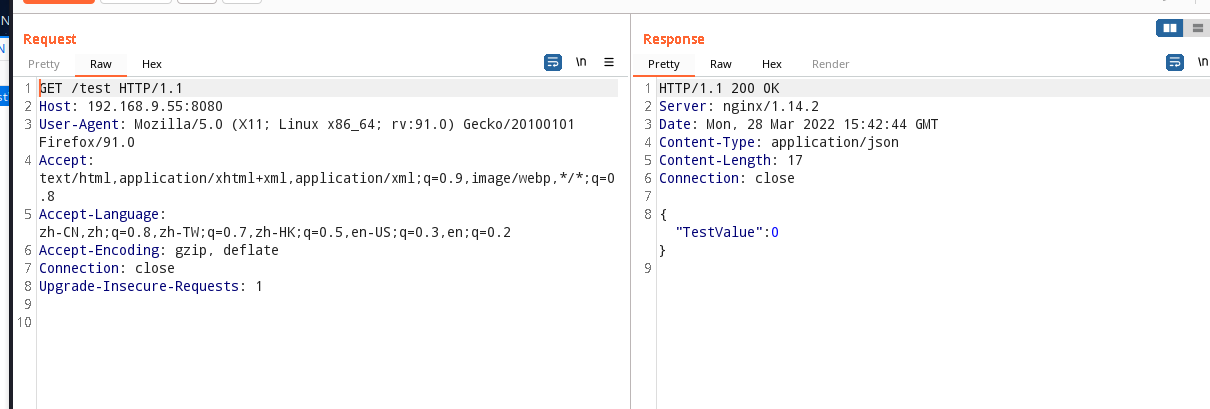 N
Request
Response
N
Pretty Raw Hex \n
Pretty Raw Hex Render \n
1 GET /test HTTP/1.1
2 Host: 192.168.9.55:8080
3 User-Agent: Mozilla/5.0 (X11; Linux x86_64; rv:91.0) Gecko/20100101
Firefox/91.0
4 Accept:
text/html,application/xhtml+xml,application/xml;q=0.9,image/webp,*/*;q=0
.8
5 Accept-Language:
zh-CN,zh;q=0.8,zh-TW;q=0.7,zh-HK;q=0.5,en-US;q=0.3,en;q=0.2
6 Accept-Encoding: gzip, deflate
7 Connection: close
8 Upgrade-Insecure-Requests: 1
9
10
1 HTTP/1.1 200 OK
2 Server: nginx/1.14.2
3 Date: Mon, 28 Mar 2022 15:42:44 GMT
4 Content-Type: application/json
5 Content-Length: 17
6 Connection: close
7
8 {
"TestValue":0
}
9